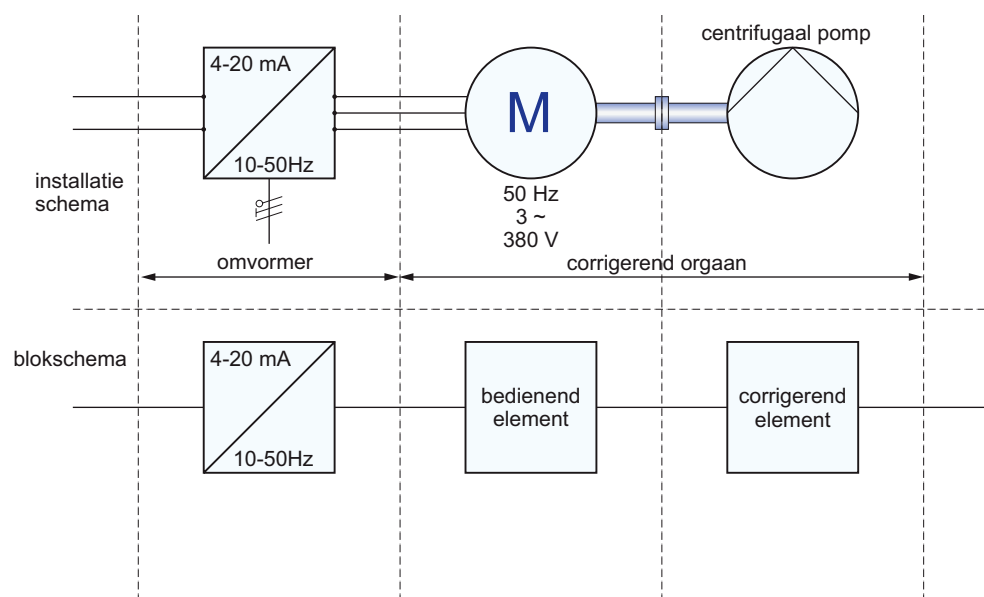 centrifugaal pomp
4-20 mA
10-50Hz
M
installatie
schema
50 Hz
3 ~
380 V
omvormer
corrigerend orgaan
blokschema
4-20 mA
10-50Hz
bedienend
element
corrigerend
element